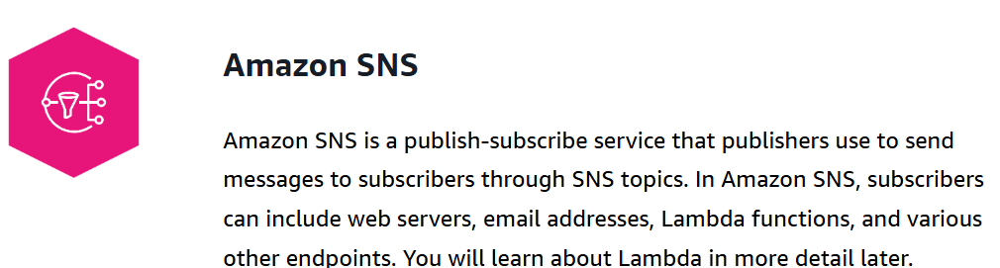 Amazon SNS
Amazon SNS is a publish-subscribe service that publishers use to send
messages to subscribers through SNS topics. In Amazon SNS, subscribers
can include web servers, email addresses, Lambda functions, and various
other endpoints. You will learn about Lambda in more detail later.